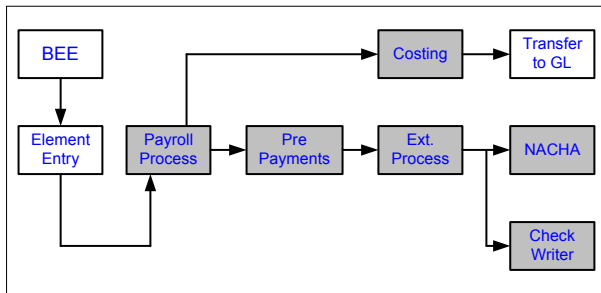 BEE
Costing
Transfer
to GL
Element
Entry
Payroll
Process
Pre
Payments
Ext.
Process
NACHA
Check
Writer